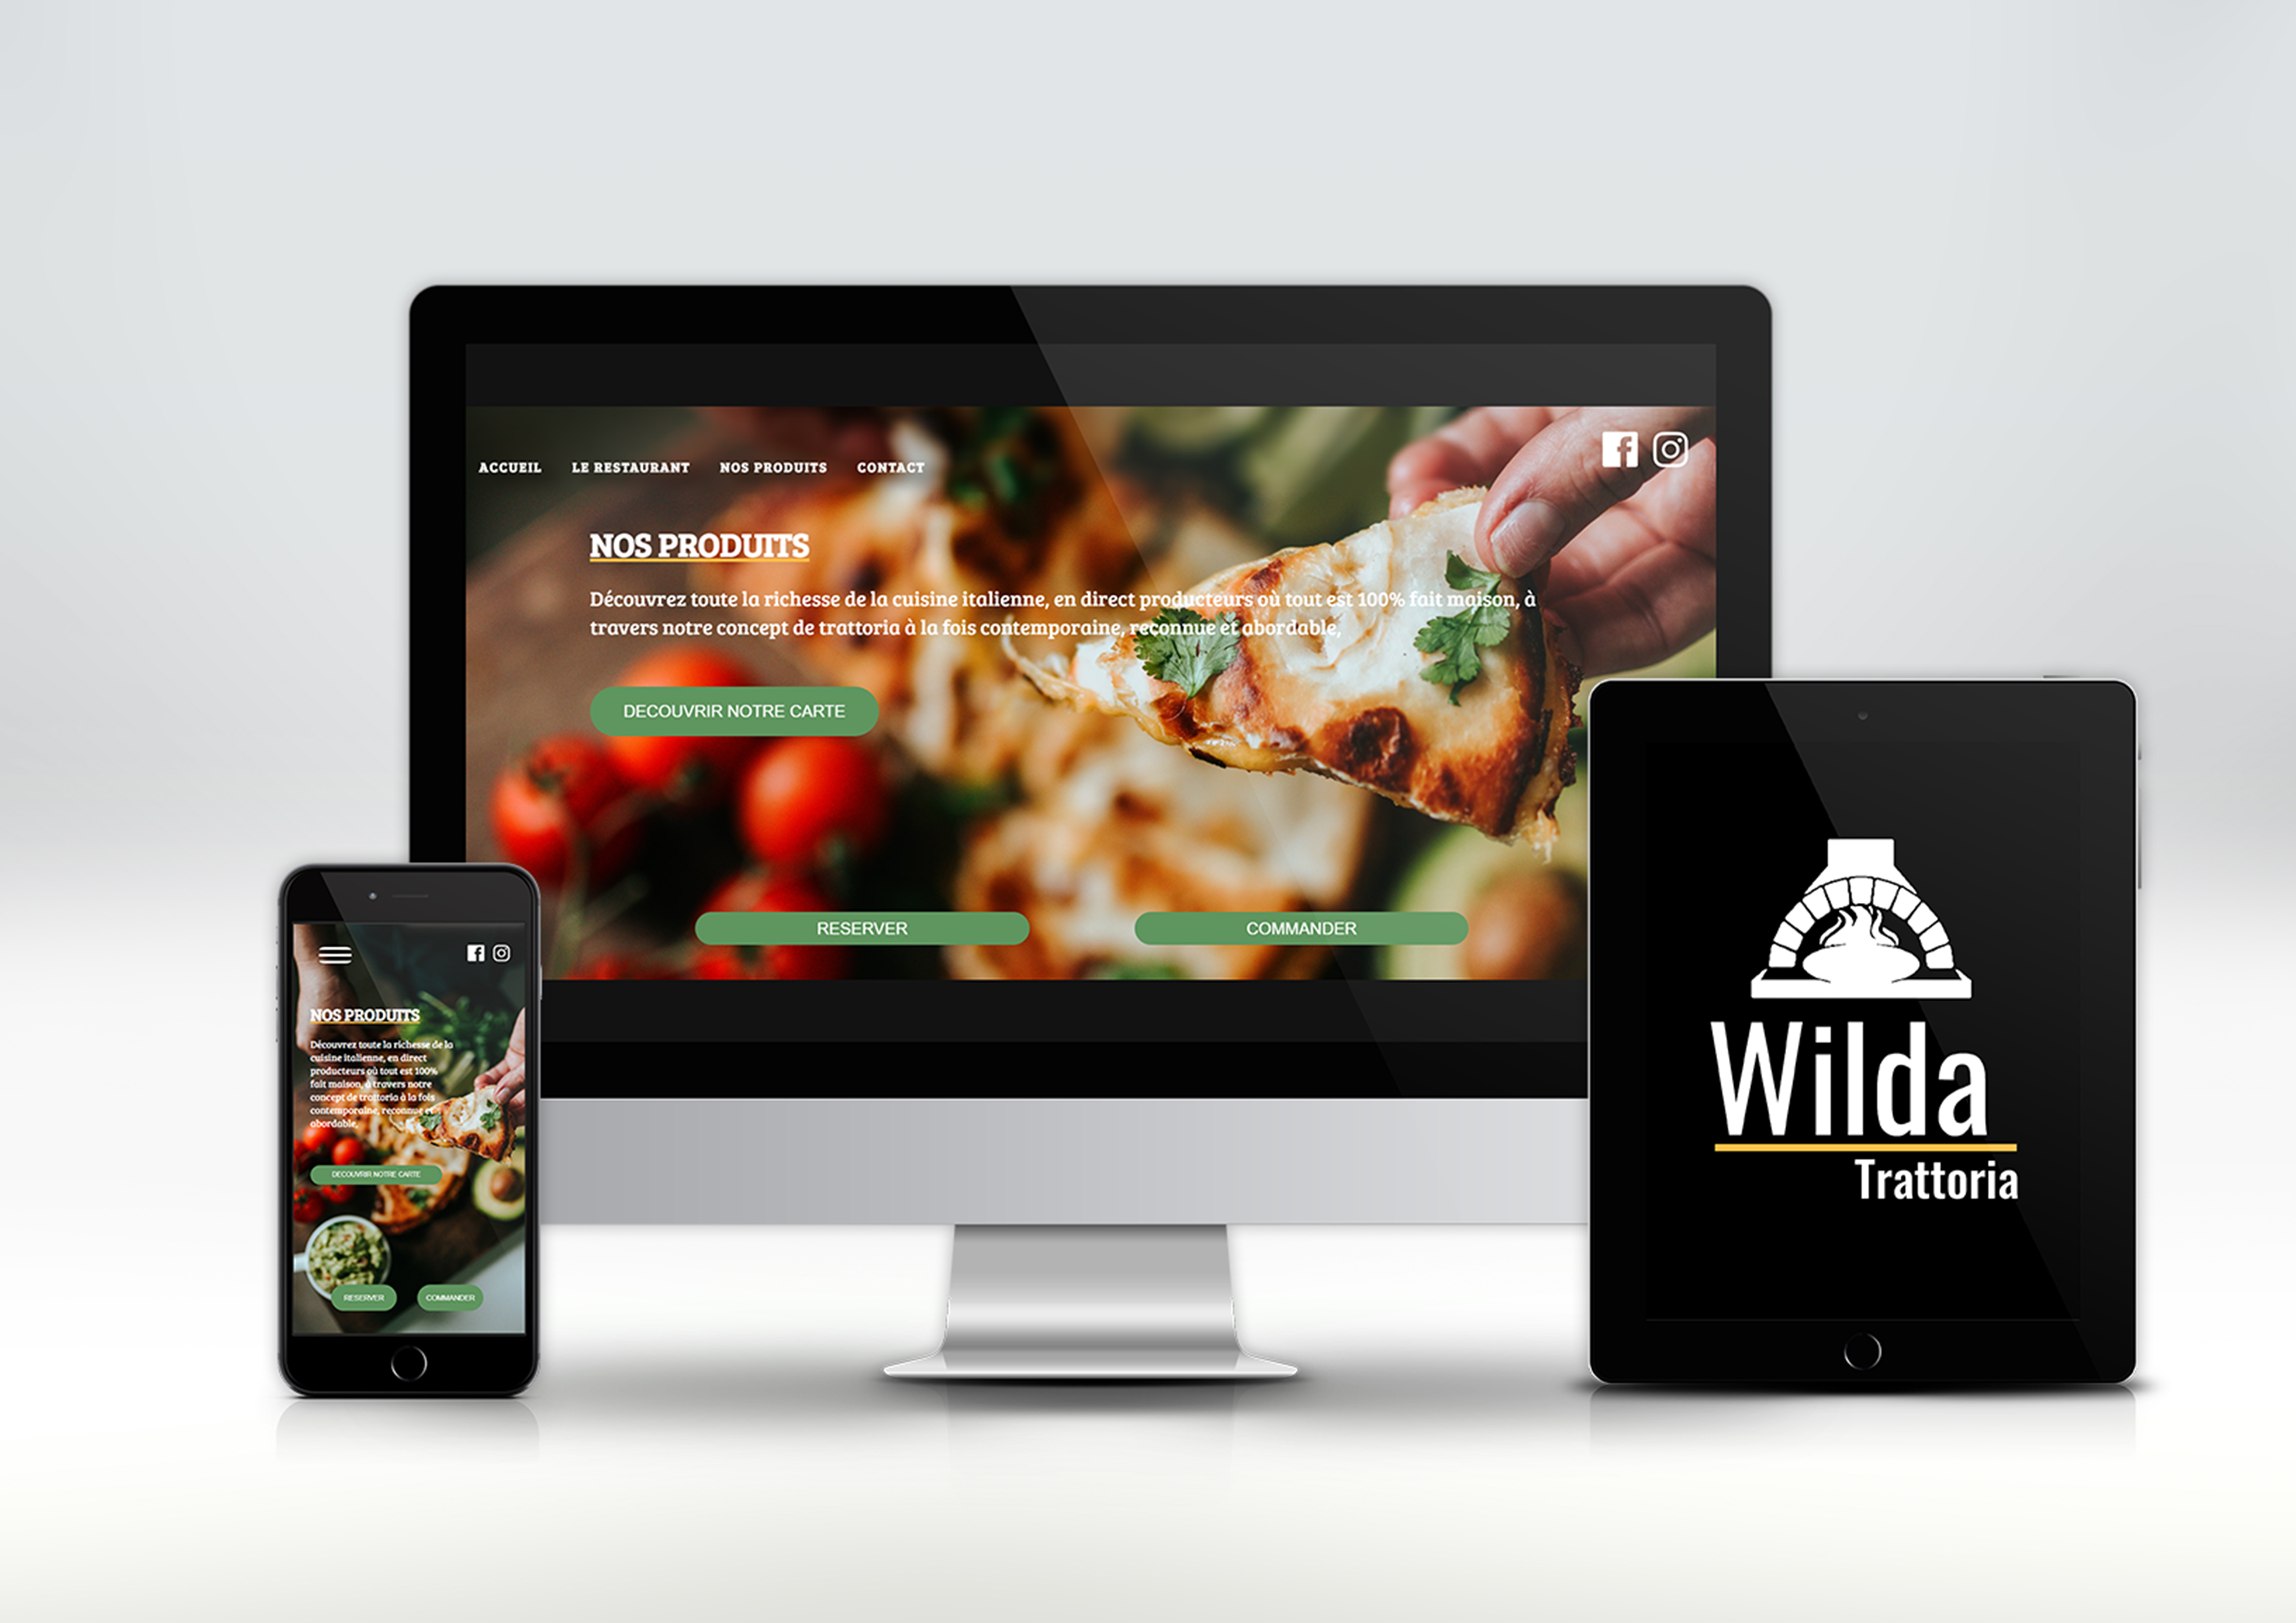 ACCUEIL LE RESTAURANT NOS PRODUITS CONTACT
NOS PRODUITS
Découvrez toute la richesse de la cuisine italienne, en direct producteurs où tout est 100% fait maison, à
travers notre concept de trattoria à la fois contemporaine, reconnue et abordable,
DECOUVRIR NOTRE CARTE
RESERVER
COMMANDER
NOS PRODUITS
Découvrez toute la richesse de la
cuisine italienne, en direct
producteurs où tout est 100%
fait maison, à travers notre
concept de trattoria à la fois
contemporaine, reconnue et
abordable,
DECOUVRIR NOTRE CARTE
RESERVER
COMMANDER
Wilda
Trattoria